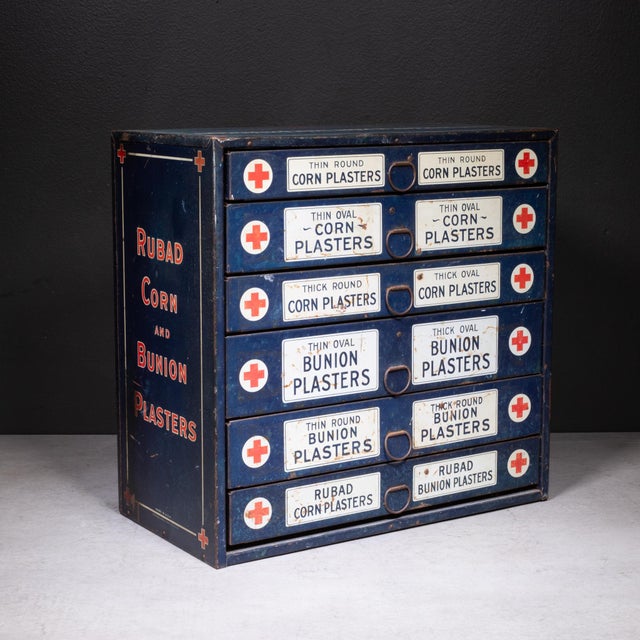 RUBAD
CORN
AND
BUNION
PLASTERS
THIN ROUND
CORN PLASTERS
THIN ROUND
CORN PLASTERS
THIN OVAL
~CORN
PLASTERS
THIN OVAL
~CORN~
PLASTERS
THICK ROUND
CORN PLASTERS
THICK OVAL
CORN PLASTERS
THIN OVAL
BUNION
PLASTERS
THICK OVAL
BUNION
PLASTERS
THIN ROUND
BUNION
PLASTERS
THICK ROUND
BUNION
PLASTERS
RUBAD
CORN PLASTERS
RUBAD
BUNION PLASTERS